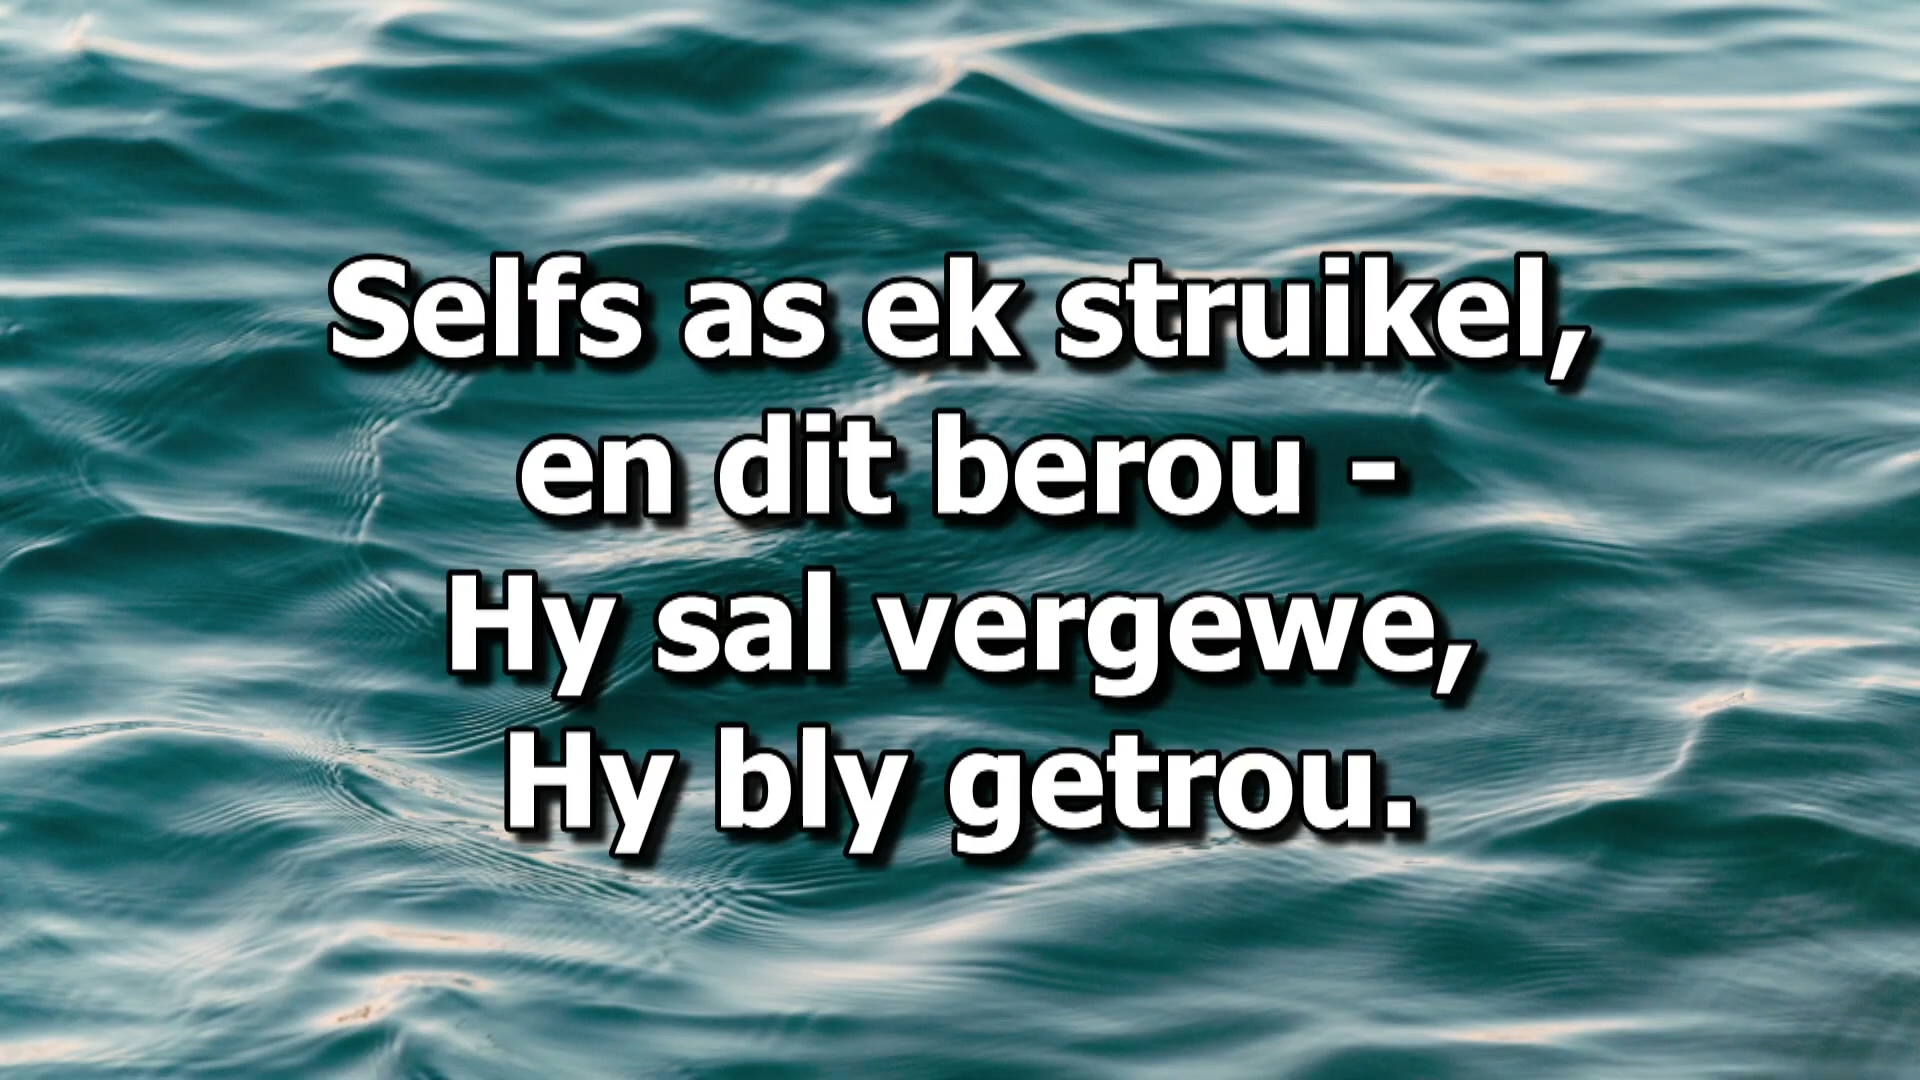 Selfs as ek struikel,
en dit berou -
Hy sal vergewe,
Hy bly getrou.